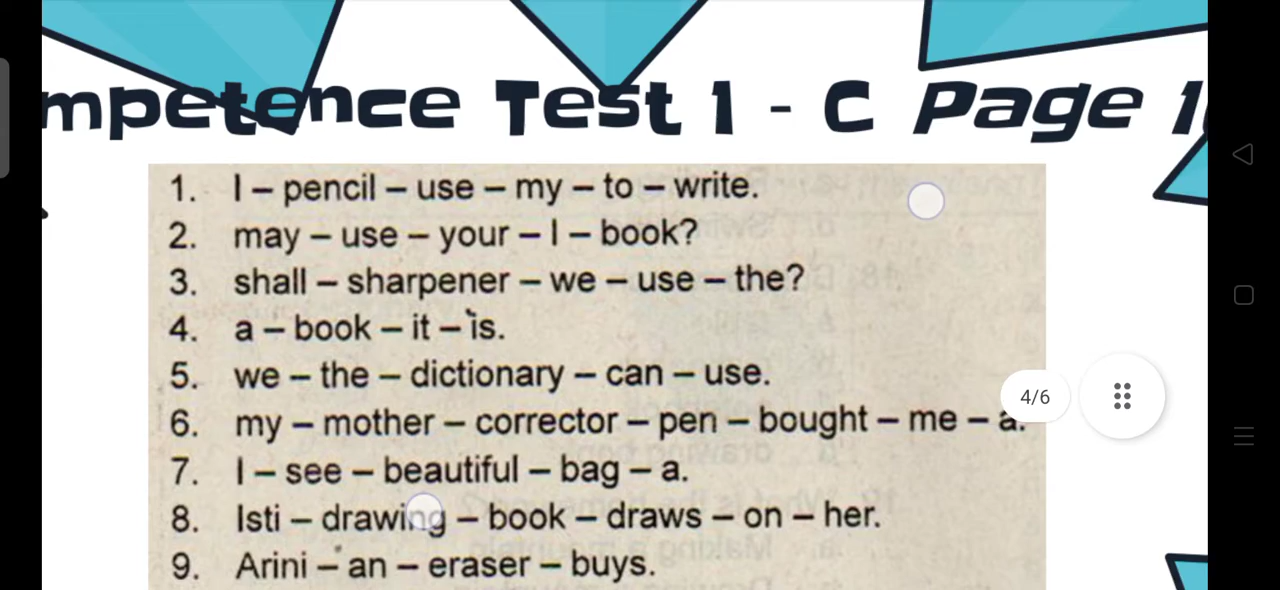 mpetence Test 1 - C Page 1
1. I – pencil – use – my – to – write.
2. may – use – your – I – book?
3. shall – sharpener – we – use – the?
4. a – book – it – is.
5. we – the – dictionary – can – use.
6. my – mother – corrector – pen – bought – me – a.
7. I – see – beautiful – bag – a.
8. Isti – drawing – book – draws – on – her.
9. Arini – an – eraser – buys.
4/6